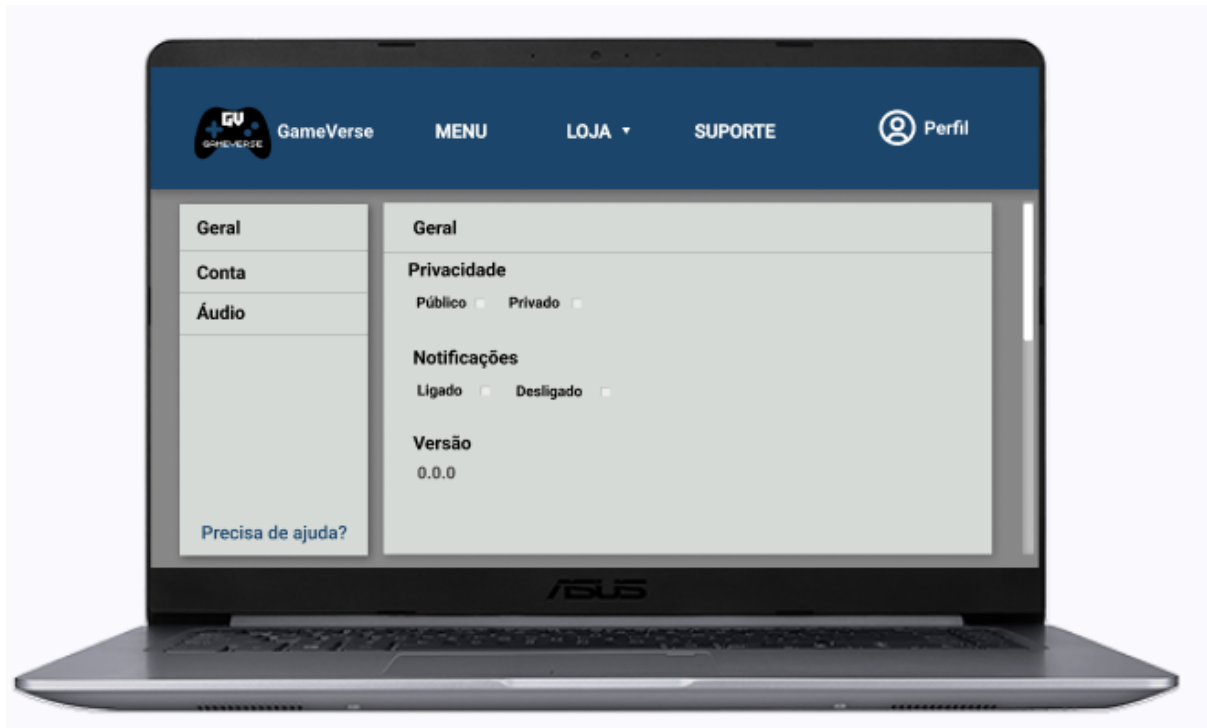 GV
GAMEVERSE
GameVerse MENU LOJA SUPORTE Perfil
Geral
Conta
Áudio
Precisa de ajuda?
Geral
Privacidade
Público Privado
Notificações
Ligado Desligado
Versão
0.0.0
ASUS